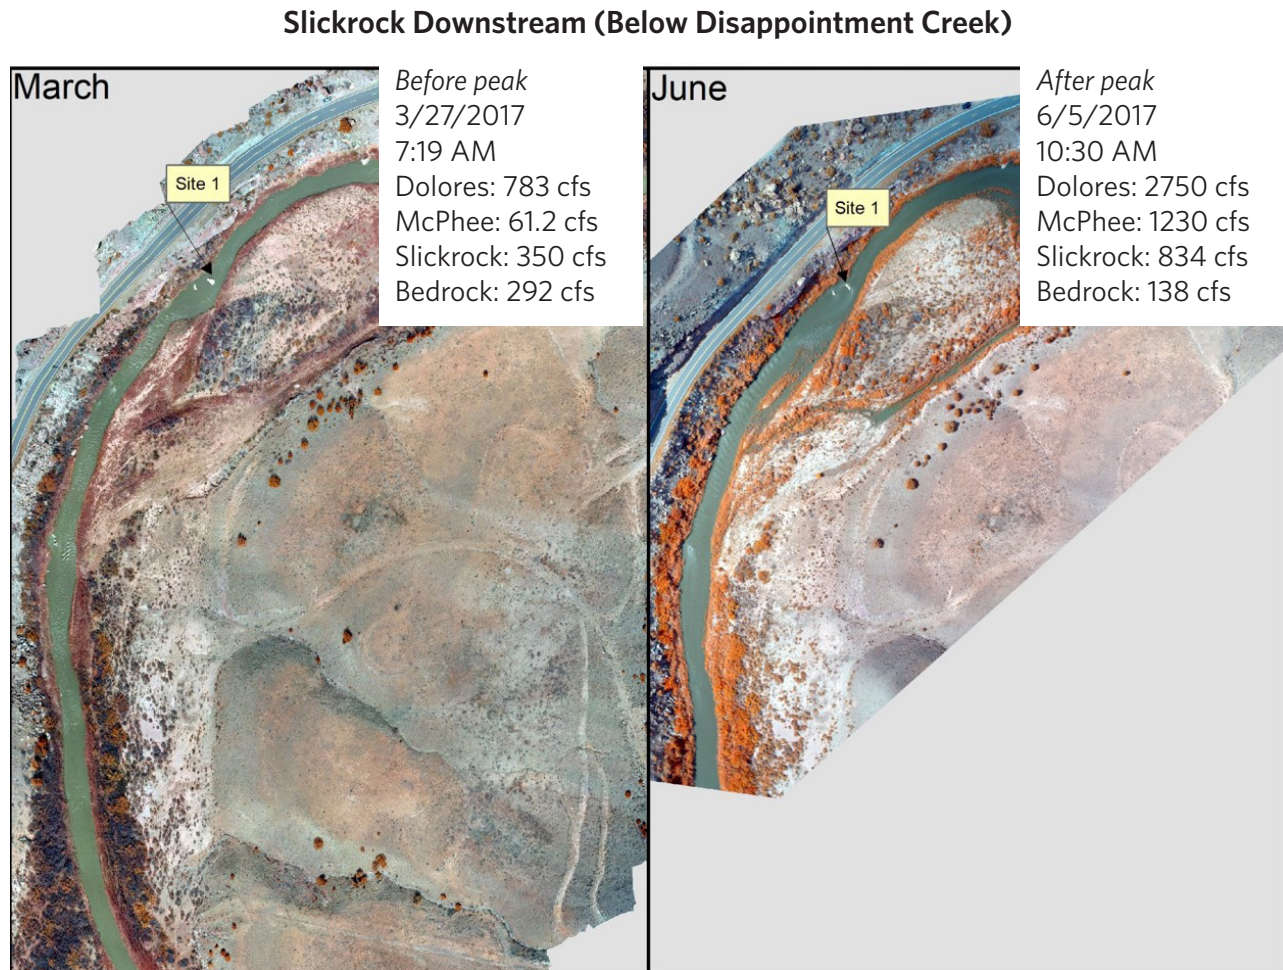 Slickrock Downstream (Below Disappointment Creek)
March
Before peak
3/27/2017
7:19 AM
Dolores: 783 cfs
McPhee: 61.2 cfs
Slickrock: 350 cfs
Bedrock: 292 cfs
Site 1
June
After peak
6/5/2017
10:30 AM
Dolores: 2750 cfs
McPhee: 1230 cfs
Slickrock: 834 cfs
Bedrock: 138 cfs
Site 1